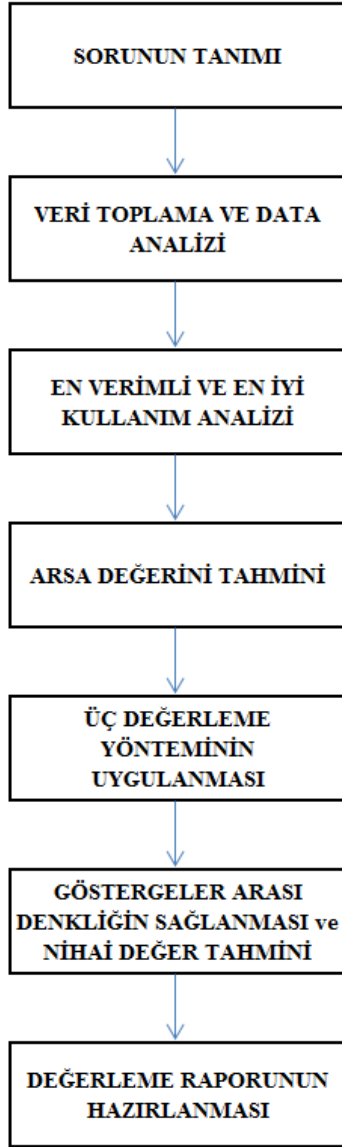 SORUNUN TANIMI
VERİ TOPLAMA VE DATA
ANALİZİ
EN VERİMLİ VE EN İYİ
KULLANIM ANALİZİ
ARSA DEĞERİNİ TAHMİNİ
ÜÇ DEĞERLEME
YÖNTEMİNİN
UYGULANMASI
GÖSTERGELER ARASI
DENKLİĞİN SAĞLANMASI ve
NİHAİ DEĞER TAHMİNİ
DEĞERLEME RAPORUNUN
HAZIRLANMASI